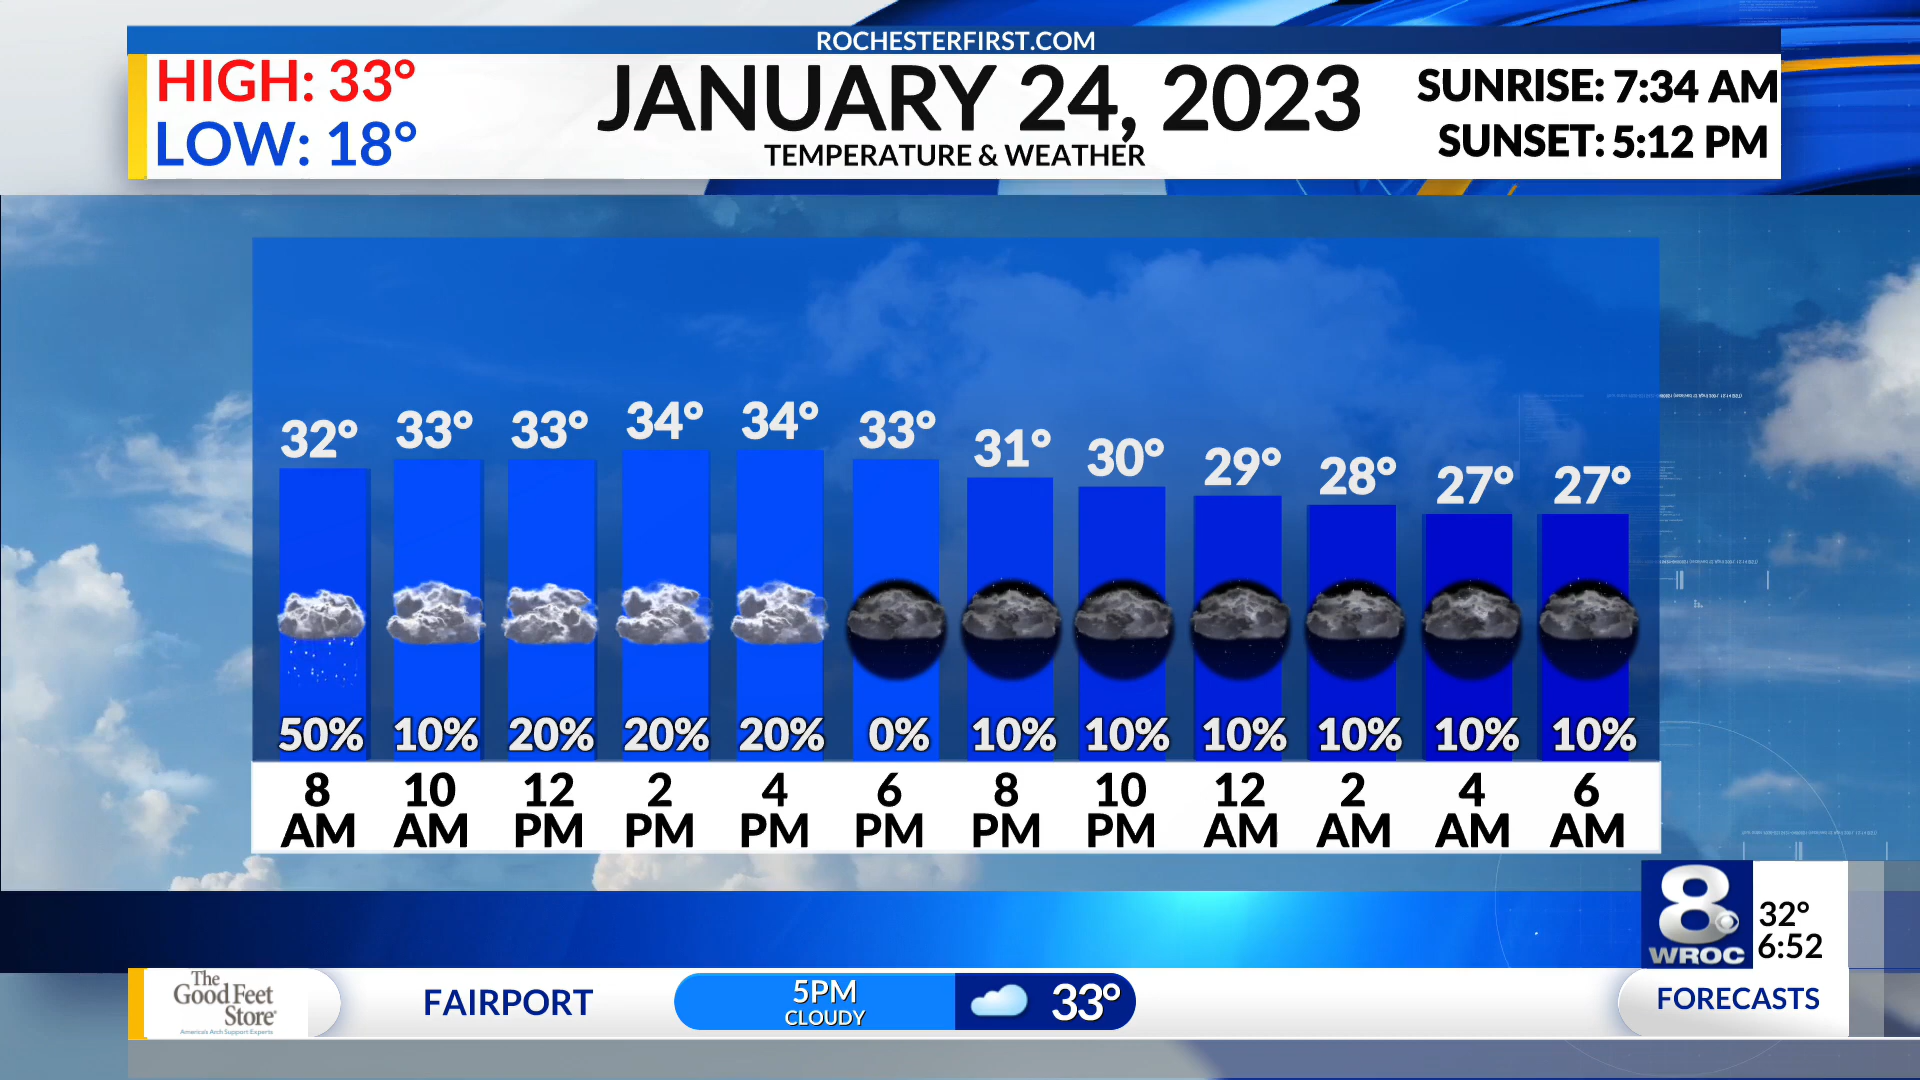 ROCHESTERFIRST.COM
HIGH: 33°
LOW: 18°
JANUARY 24, 2023
TEMPERATURE & WEATHER
SUNRISE: 7:34 AM
SUNSET: 5:12 PM
32° 33° 33° 34° 34° 33° 31° 30° 29° 28° 27° 27°
50% 10% 20% 20% 20% 0% 10% 10% 10% 10% 10% 10%
8 10 12 2 4 6 8 10 12 2 4 6
AM AM PM PM PM PM PM PM AM AM AM AM
8
WROC
32°
6:52
The
Good Feet
Store
America's Arch Support Experts
FAIRPORT
5PM
CLOUDY
33°
FORECASTS